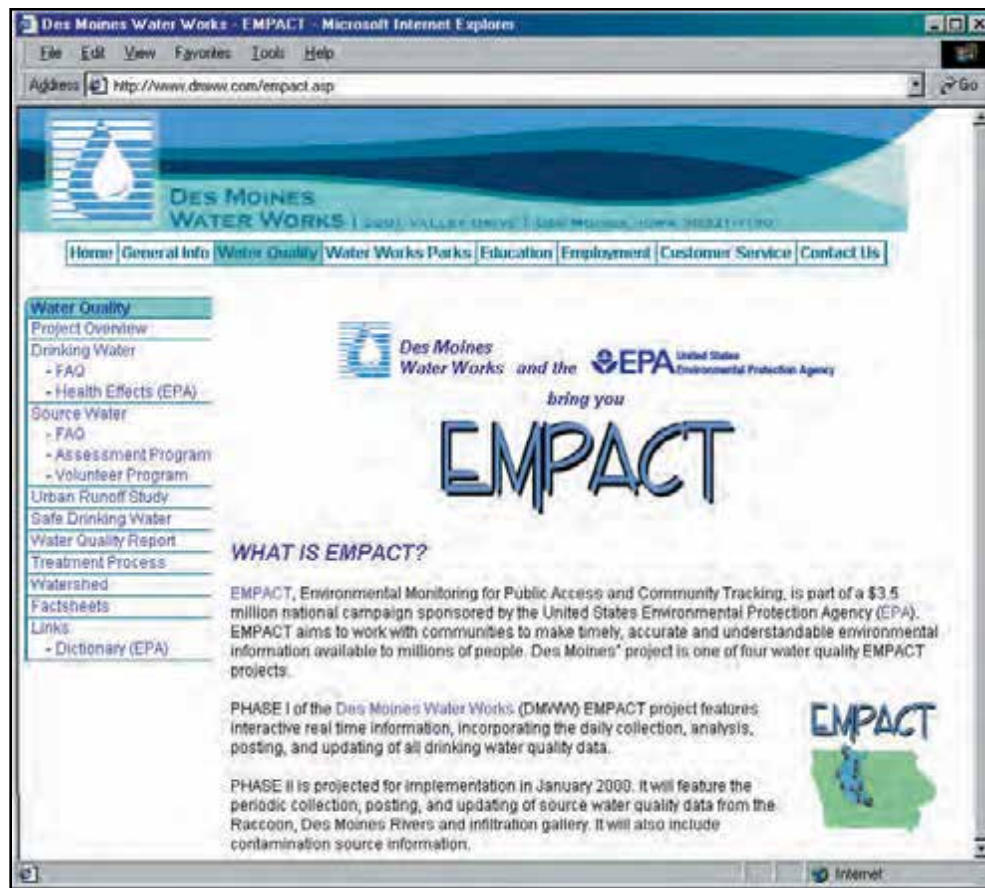 Des Moines Water Works - EMPACT - Microsoft Internet Explorer
File Edit View Favorites Tools Help
Address http://www.dmww.com/empact.asp Go
DES MOINES
WATER WORKS | 2201 VALLEY DRIVE | DES MOINES, IOWA
Home General Info Water Quality Water Works Parks Education Employment Customer Service Contact Us
Water Quality
Project Overview
Drinking Water
- FAQ
- Health Effects (EPA)
Source Water
- FAQ
- Assessment Program
- Volunteer Program
Urban Runoff Study
Safe Drinking Water
Water Quality Report
Treatment Process
Watershed
Factsheets
Links
- Dictionary (EPA)
Des Moines
Water Works and the EPA United States
Environmental Protection Agency
bring you
EMPACT
WHAT IS EMPACT?
EMPACT, Environmental Monitoring for Public Access and Community Tracking, is part of a $3.5
million national campaign sponsored by the United States Environmental Protection Agency (EPA).
EMPACT aims to work with communities to make timely, accurate and understandable environmental
information available to millions of people. Des Moines' project is one of four water quality EMPACT
projects.
PHASE I of the Des Moines Water Works (DMWW) EMPACT project features
interactive real time information, incorporating the daily collection, analysis,
posting, and updating of all drinking water quality data.
EMPACT
PHASE II is projected for implementation in January 2000. It will feature the
periodic collection, posting, and updating of source water quality data from the
Raccoon, Des Moines Rivers and infiltration gallery. It will also include
contamination source information.
Internet